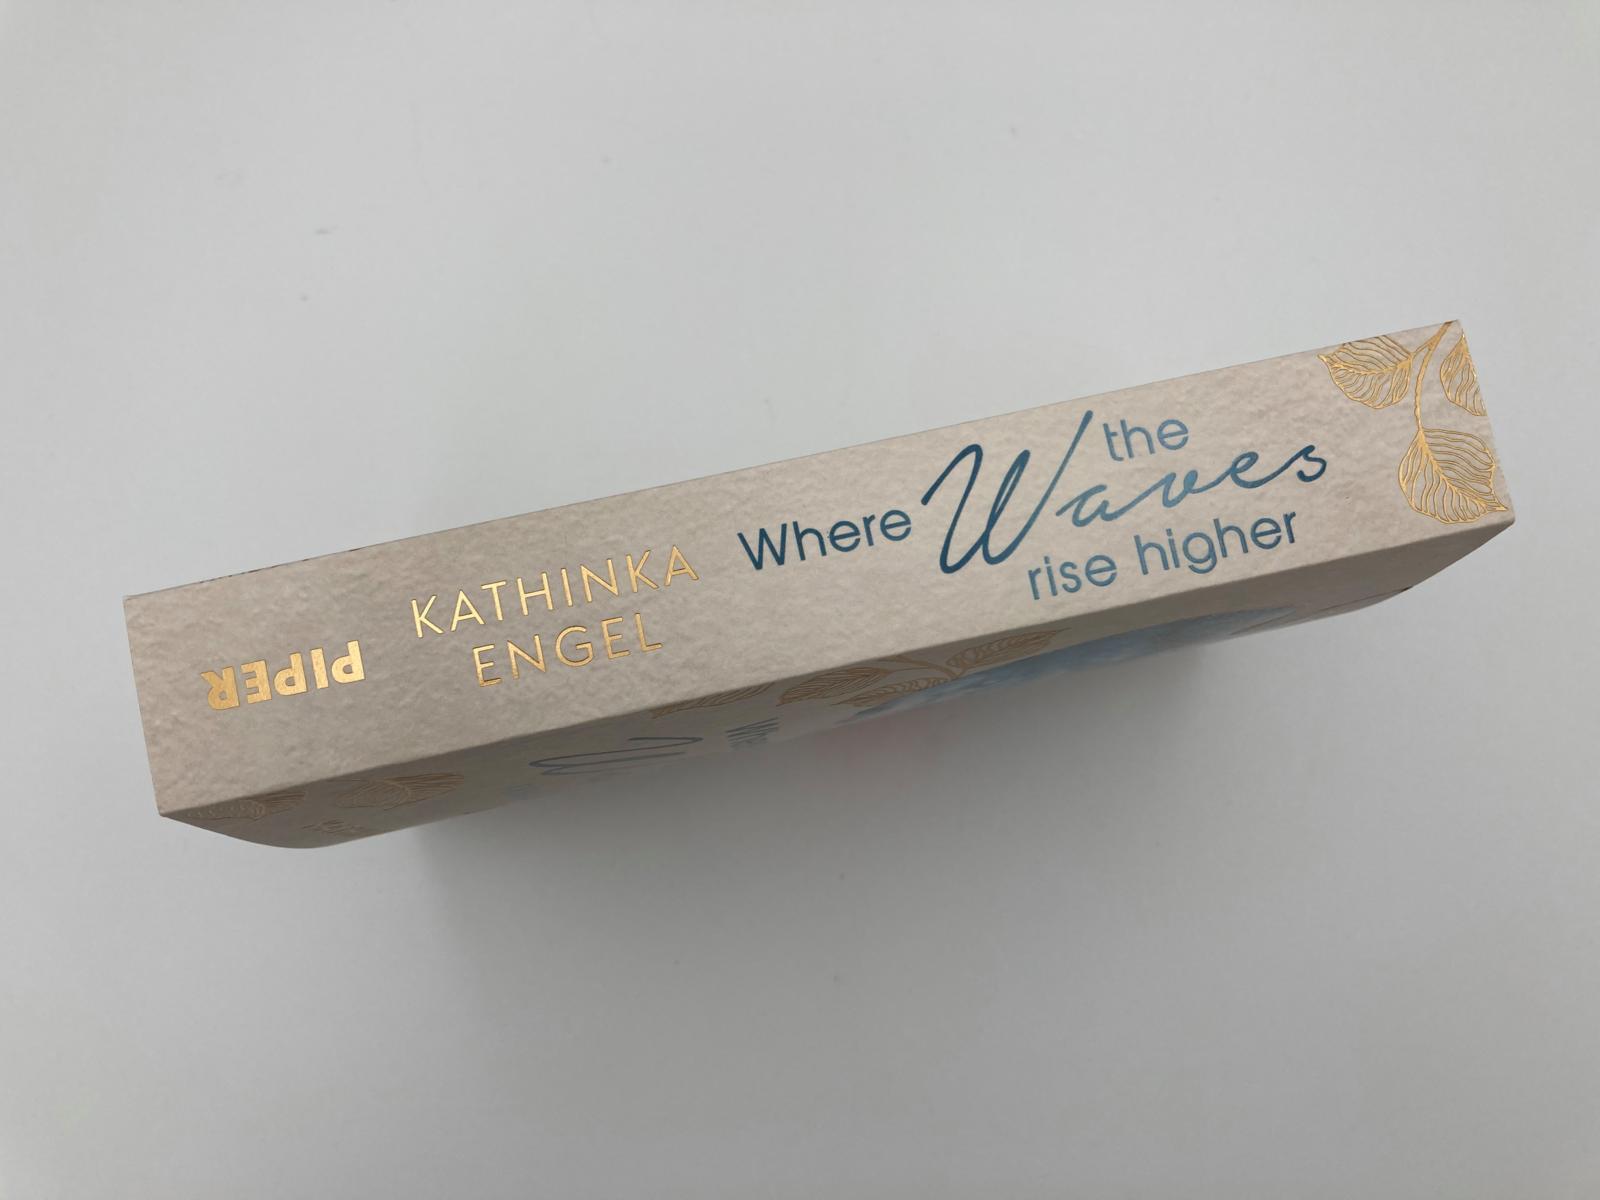 PIPER
KATHINKA
ENGEL
Where the
Waves
rise higher